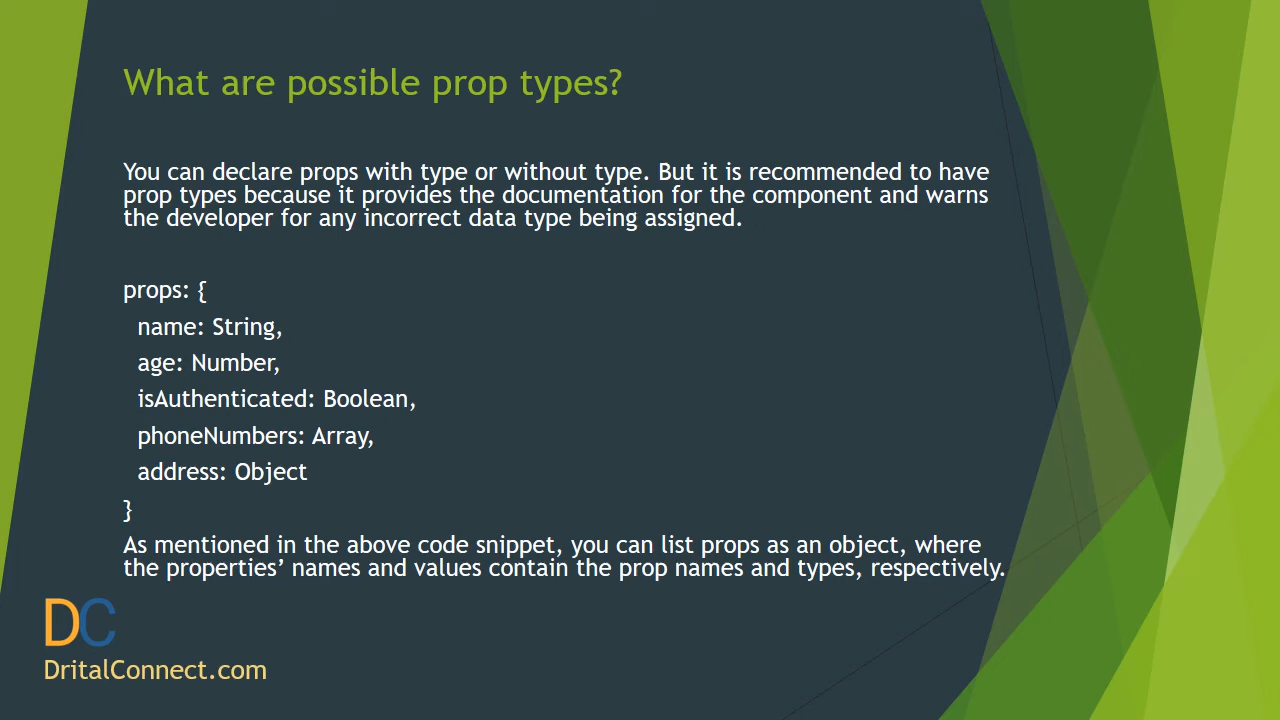 What are possible prop types?
You can declare props with type or without type. But it is recommended to have
prop types because it provides the documentation for the component and warns
the developer for any incorrect data type being assigned.
props: {
name: String,
age: Number,
isAuthenticated: Boolean,
phoneNumbers: Array,
address: Object
}
As mentioned in the above code snippet, you can list props as an object, where
the properties’ names and values contain the prop names and types, respectively.
DC
DritalConnect.com